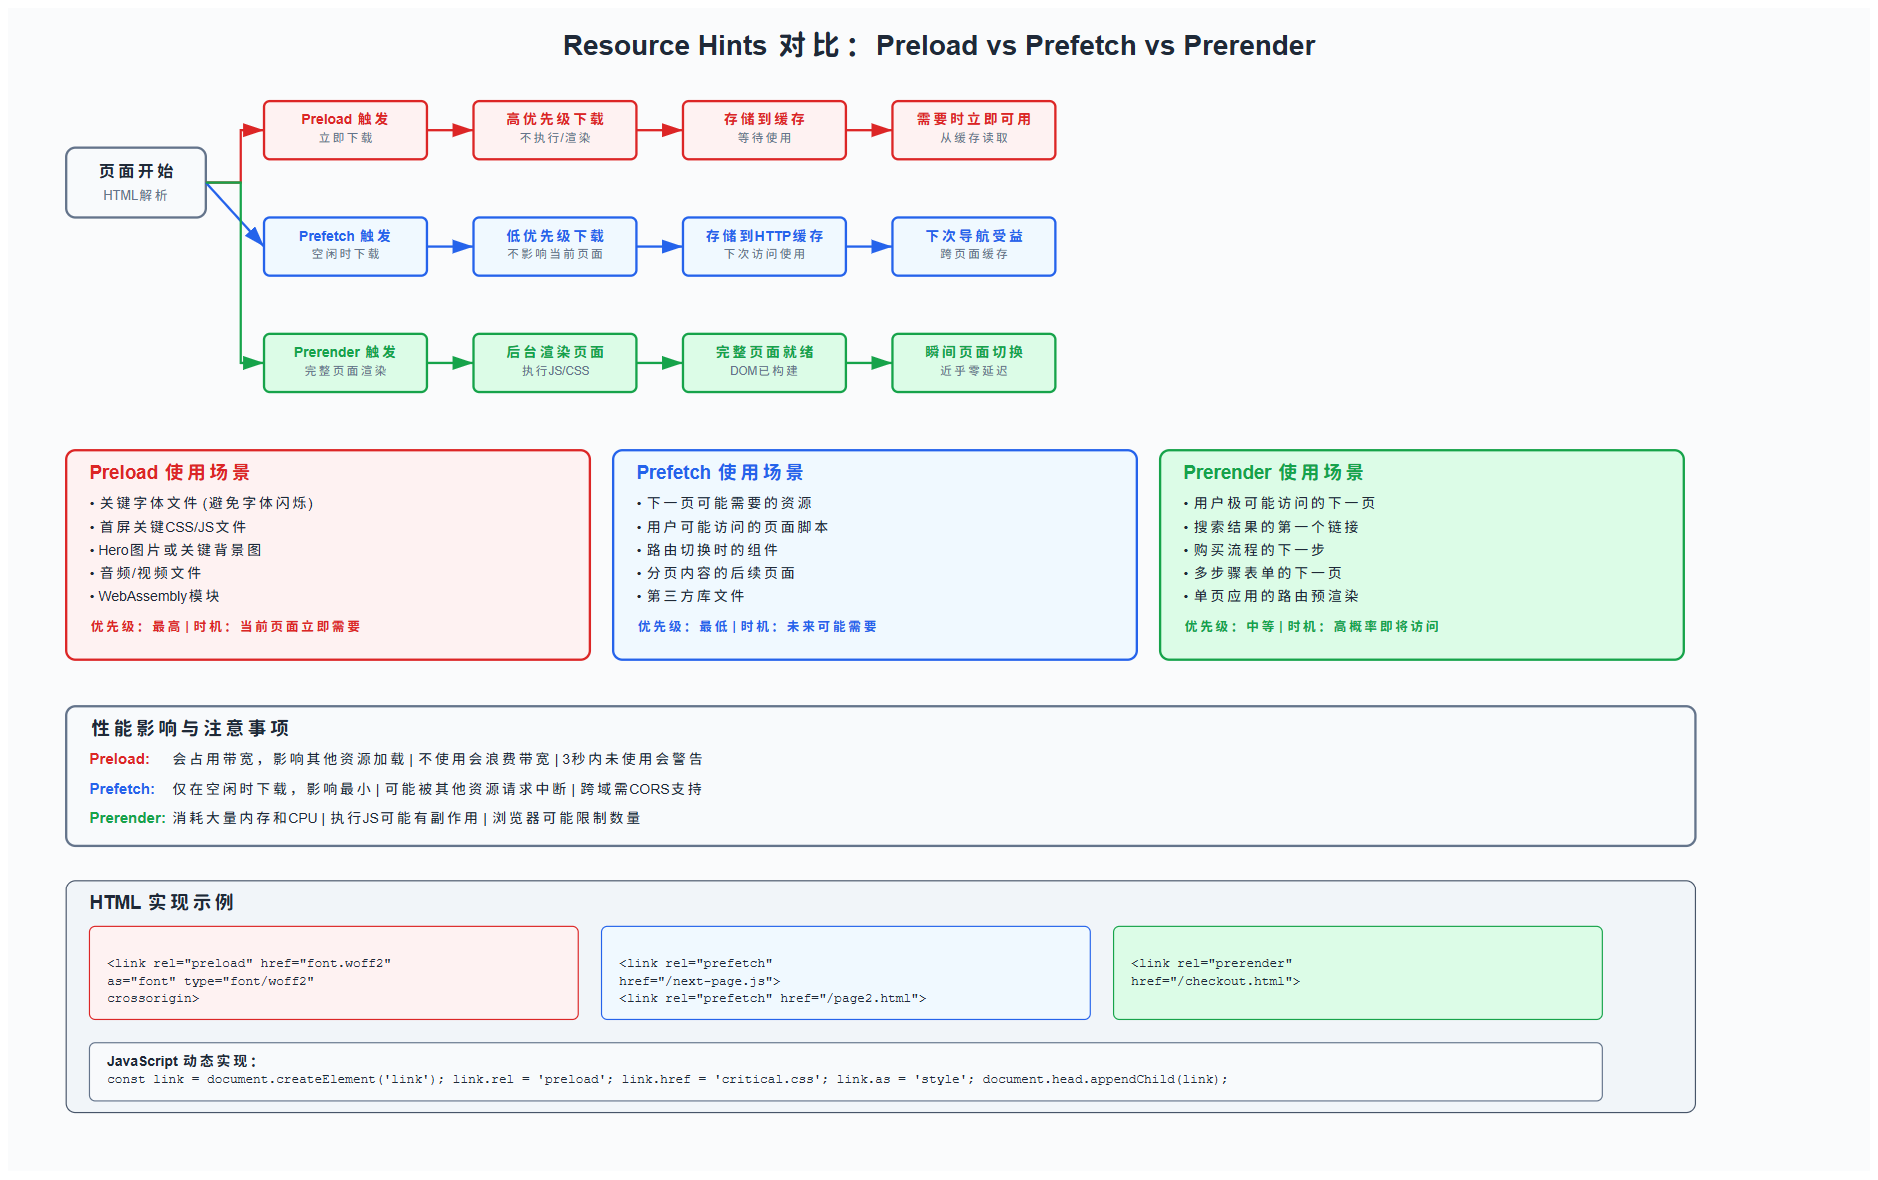 Resource Hints 对比：Preload vs Prefetch vs Prerender
页面开始
HTML解析
Preload 触发
立即下载
高优先级下载
不执行/渲染
存储到缓存
等待使用
需要时立即可用
从缓存读取
Prefetch 触发
空闲时下载
低优先级下载
不影响当前页面
存储到HTTP缓存
下次访问使用
下次导航受益
跨页面缓存
Prerender 触发
完整页面渲染
后台渲染页面
执行JS/CSS
完整页面就绪
DOM已构建
瞬间页面切换
近乎零延迟
Preload 使用场景
• 关键字体文件 (避免字体闪烁)
• 首屏关键CSS/JS文件
• Hero图片或关键背景图
• 音频/视频文件
• WebAssembly模块
优先级：最高 | 时机：当前页面立即需要
Prefetch 使用场景
• 下一页可能需要的资源
• 用户可能访问的页面脚本
• 路由切换时的组件
• 分页内容的后续页面
• 第三方库文件
优先级：最低 | 时机：未来可能需要
Prerender 使用场景
• 用户极可能访问的下一页
• 搜索结果的第一个链接
• 购买流程的下一步
• 多步骤表单的下一页
• 单页应用的路由预渲染
优先级：中等 | 时机：高概率即将访问
性能影响与注意事项
Preload: 会占用带宽，影响其他资源加载 | 不使用会浪费带宽 | 3秒内未使用会警告
Prefetch: 仅在空闲时下载，影响最小 | 可能被其他资源请求中断 | 跨域需CORS支持
Prerender: 消耗大量内存和CPU | 执行JS可能有副作用 | 浏览器可能限制数量
HTML 实现示例
<link rel="preload" href="font.woff2"
as="font" type="font/woff2"
crossorigin>
<link rel="prefetch"
href="/next-page.js">
<link rel="prefetch" href="/page2.html">
<link rel="prerender"
href="/checkout.html">
JavaScript 动态实现：
const link = document.createElement('link'); link.rel = 'preload'; link.href = 'critical.css'; link.as = 'style'; document.head.appendChild(link);